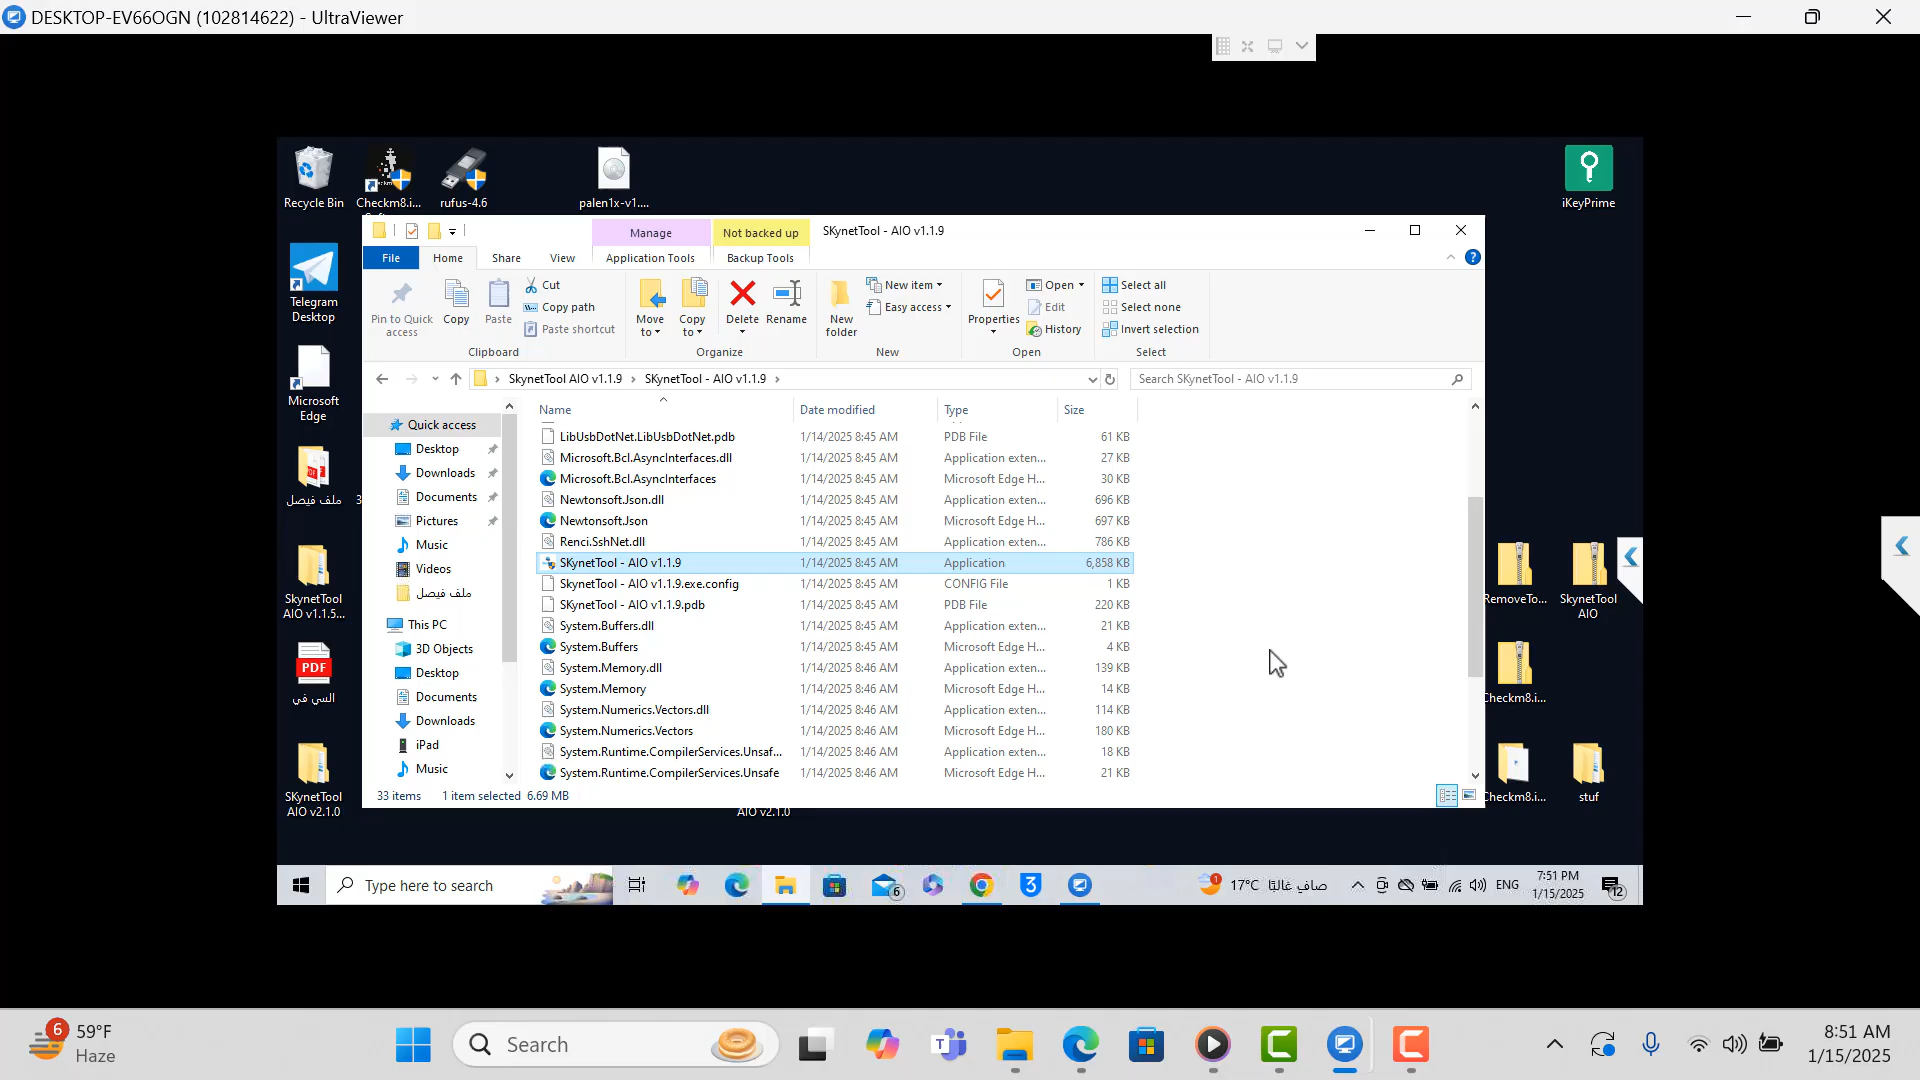 DESKTOP-EV66OGN (102814622) - UltraViewer
Recycle Bin
Checkm8.i...
rufus-4.6
palen1x-v1....
iKeyPrime
Manage
Not backed up
SKynetTool - AIO v1.1.9
File
Home
Share
View
Application Tools
Backup Tools
Pin to Quick access
Copy
Paste
Cut
Copy path
Paste shortcut
Clipboard
Move to
Copy to
Delete
Rename
Organize
New folder
New item
Easy access
New
Properties
Open
Edit
History
Open
Select all
Select none
Invert selection
Select
SkynetTool AIO v1.1.9
SKynetTool - AIO v1.1.9
Search SKynetTool - AIO v1.1.9
Telegram Desktop
Microsoft Edge
ملف فيصل
3
SkynetTool AIO v1.1.5...
PDF
السي في
SKynetTool AIO v2.1.0
Quick access
Desktop
Downloads
Documents
Pictures
Music
Videos
ملف فيصل
This PC
3D Objects
Desktop
Documents
Downloads
iPad
Music
Name
Date modified
Type
Size
LibUsbDotNet.LibUsbDotNet.pdb 1/14/2025 8:45 AM PDB File 61 KB
Microsoft.Bcl.AsyncInterfaces.dll 1/14/2025 8:45 AM Application exten... 27 KB
Microsoft.Bcl.AsyncInterfaces 1/14/2025 8:45 AM Microsoft Edge H... 30 KB
Newtonsoft.Json.dll 1/14/2025 8:45 AM Application exten... 696 KB
Newtonsoft.Json 1/14/2025 8:45 AM Microsoft Edge H... 697 KB
Renci.SshNet.dll 1/14/2025 8:45 AM Application exten... 786 KB
SKynetTool - AIO v1.1.9 1/14/2025 8:45 AM Application 6,858 KB
SkynetTool - AIO v1.1.9.exe.config 1/14/2025 8:45 AM CONFIG File 1 KB
SKynetTool - AIO v1.1.9.pdb 1/14/2025 8:45 AM PDB File 220 KB
System.Buffers.dll 1/14/2025 8:45 AM Application exten... 21 KB
System.Buffers 1/14/2025 8:45 AM Microsoft Edge H... 4 KB
System.Memory.dll 1/14/2025 8:46 AM Application exten... 139 KB
System.Memory 1/14/2025 8:46 AM Microsoft Edge H... 14 KB
System.Numerics.Vectors.dll 1/14/2025 8:46 AM Application exten... 114 KB
System.Numerics.Vectors 1/14/2025 8:46 AM Microsoft Edge H... 180 KB
System.Runtime.CompilerServices.Unsaf... 1/14/2025 8:46 AM Application exten... 18 KB
System.Runtime.CompilerServices.Unsafe 1/14/2025 8:46 AM Microsoft Edge H... 21 KB
33 items
1 item selected 6.69 MB
AIO v2.1.0
RemoveTo...
SkynetTool AIO
Checkm8.i...
Checkm8.i...
stuf
Type here to search
6
3
1
17°C صافٍ غالبًا
ENG
7:51 PM
1/15/2025
12
6
59°F
Haze
Search
8:51 AM
1/15/2025